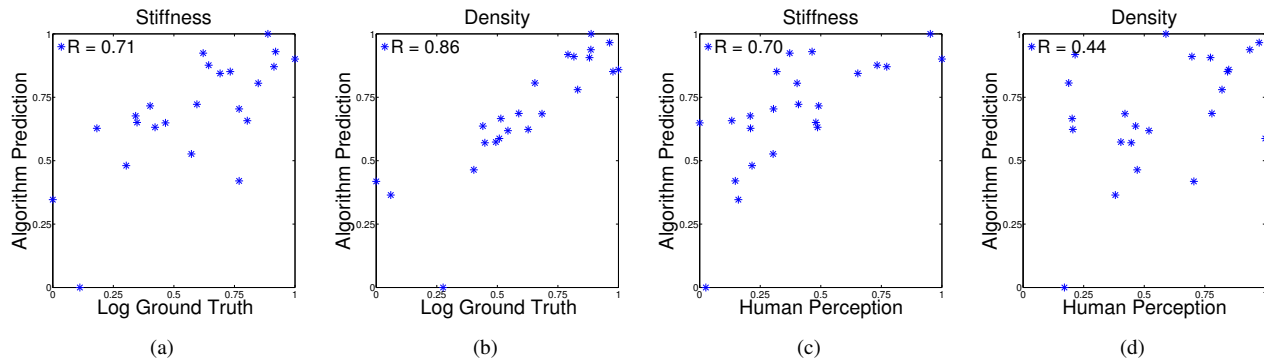 Stiffness
R = 0.71
Algorithm Prediction
1
0.75
0.5
0.25
0
0 0.25 0.5 0.75 1
Log Ground Truth
(a)
Density
R = 0.86
Algorithm Prediction
1
0.75
0.5
0.25
0
0 0.25 0.5 0.75 1
Log Ground Truth
(b)
Stiffness
R = 0.70
Algorithm Prediction
1
0.75
0.5
0.25
0
0 0.25 0.5 0.75 1
Human Perception
(c)
Density
R = 0.44
Algorithm Prediction
1
0.75
0.5
0.25
0
0 0.25 0.5 0.75
Human Perception
(d)